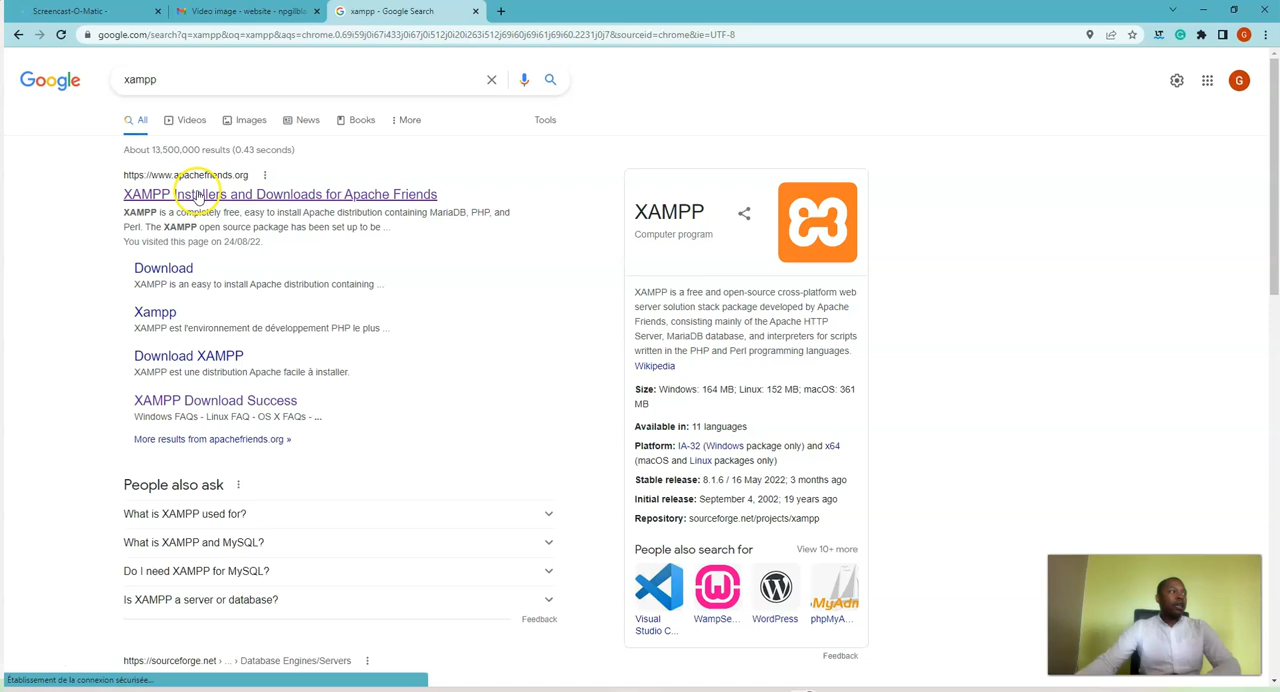 Screencast-O-Matic -
Video image - website - npgilbla
xampp - Google Search
google.com/search?q=xampp&oq=xampp&aqs=chrome.0.69i59j0i67i433j0i67j0i512j0i20i263i512j69i60j69i61j69i60l.2231j0j7&sourceid=chrome&ie=UTF-8
G
Google
xampp
G
All
Videos
Images
News
Books
More
Tools
About 13,500,000 results (0.43 seconds)
https://www.apachefriends.org
XAMPP Installers and Downloads for Apache Friends
XAMPP is a completely free, easy to install Apache distribution containing MariaDB, PHP, and
Perl. The XAMPP open source package has been set up to be ...
You visited this page on 24/08/22.
Download
XAMPP is an easy to install Apache distribution containing ...
Xampp
XAMPP est l'environnement de développement PHP le plus ...
Download XAMPP
XAMPP est une distribution Apache facile à installer.
XAMPP Download Success
Windows FAQs - Linux FAQ - OS X FAQs - ...
More results from apachefriends.org »
People also ask
What is XAMPP used for?
What is XAMPP and MySQL?
Do I need XAMPP for MySQL?
Is XAMPP a server or database?
Feedback
https://sourceforge.net › ... › Database Engines/Servers
XAMPP
Computer program
XAMPP is a free and open-source cross-platform web
server solution stack package developed by Apache
Friends, consisting mainly of the Apache HTTP
Server, MariaDB database, and interpreters for scripts
written in the PHP and Perl programming languages.
Wikipedia
Size: Windows: 164 MB; Linux: 152 MB; macOS: 361
MB
Available in: 11 languages
Platform: IA-32 (Windows package only) and x64
(macOS and Linux packages only)
Stable release: 8.1.6 / 16 May 2022; 3 months ago
Initial release: September 4, 2002; 19 years ago
Repository: sourceforge.net/projects/xampp
People also search for
View 10+ more
MyAdn
Visual
Studio C...
WampSe...
WordPress
phpMyA...
Feedback
Établissement de la connexion sécurisée...